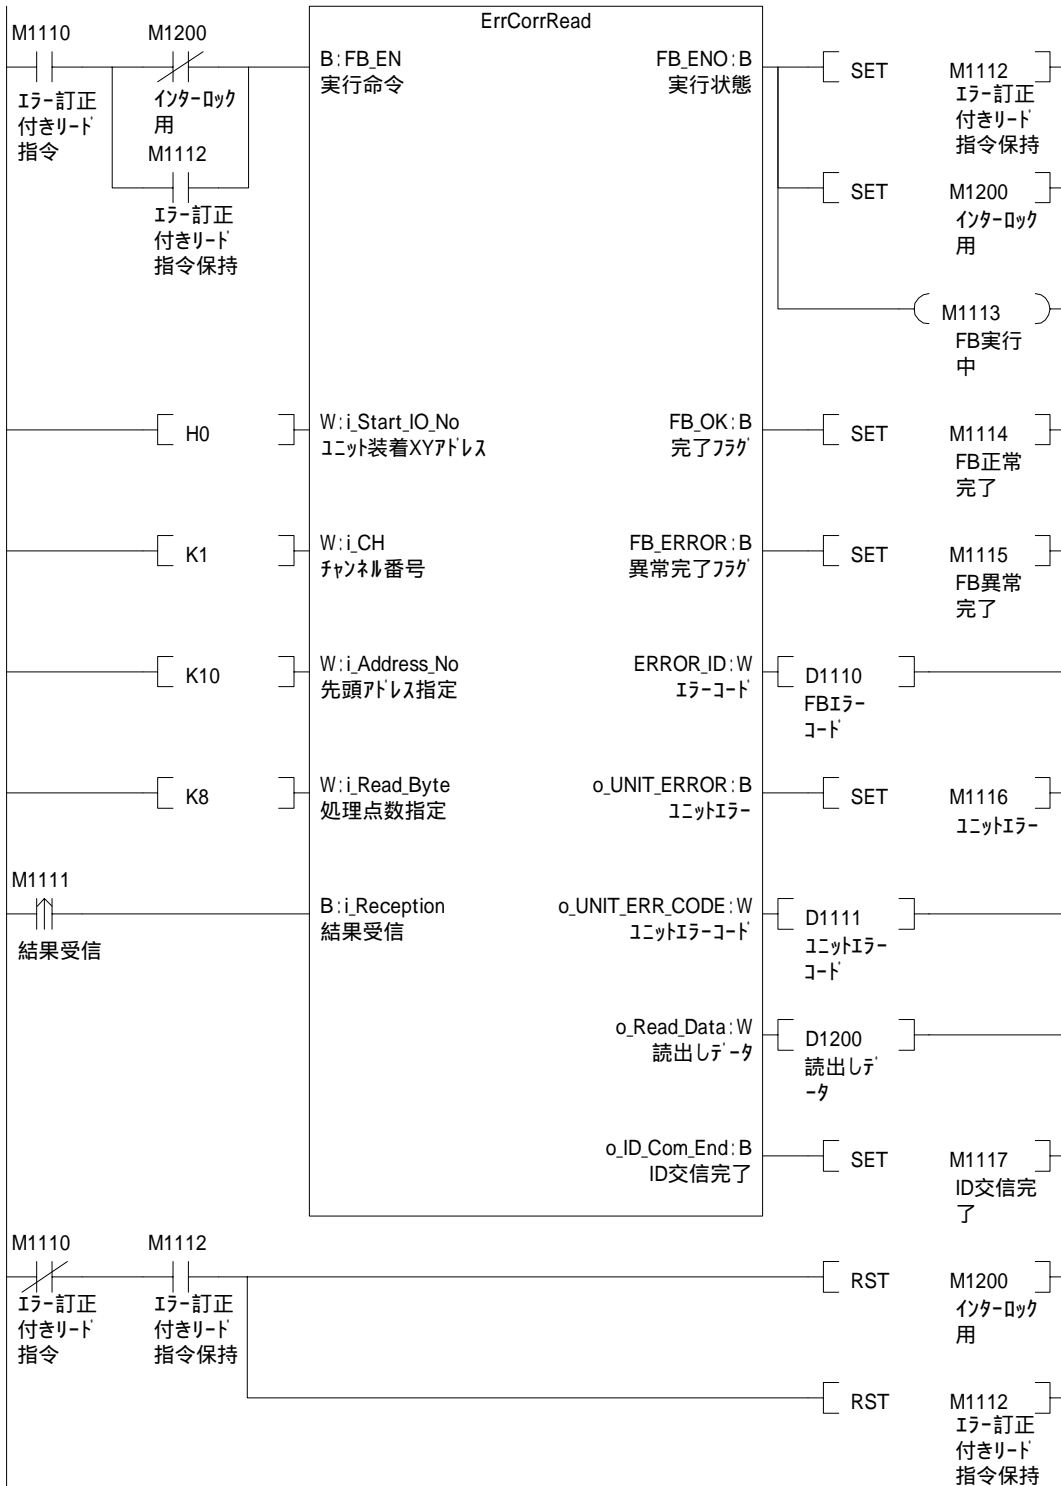 ErrCorrRead
M1110
M1200
エラー訂正
付きリード
指令
インターロック
用
M1112
エラー訂正
付きリード
指令保持
B:FB_EN
実行命令
FB_ENO:B
実行状態
SET M1112
エラー訂正
付きリード
指令保持
SET M1200
インターロック
用
M1113
FB実行
中
H0
W:i_Start_IO_No
ユニット装着XYアドレス
FB_OK:B
完了フラグ
SET M1114
FB正常
完了
K1
W:i_CH
チャンネル番号
FB_ERROR:B
異常完了フラグ
SET M1115
FB異常
完了
K10
W:i_Address_No
先頭アドレス指定
ERROR_ID:W
エラーコード
D1110
FBエラー
コード
K8
W:i_Read_Byte
処理点数指定
o_UNIT_ERROR:B
ユニットエラー
SET M1116
ユニットエラー
M1111
結果受信
B:i_Reception
結果受信
o_UNIT_ERR_CODE:W
ユニットエラーコード
D1111
ユニットエラー
コード
o_Read_Data:W
読出しデータ
D1200
読出しデ
ータ
o_ID_Com_End:B
ID交信完了
SET M1117
ID交信完
了
M1110
M1112
エラー訂正
付きリード
指令
エラー訂正
付きリード
指令保持
RST M1200
インターロック
用
RST M1112
エラー訂正
付きリード
指令保持